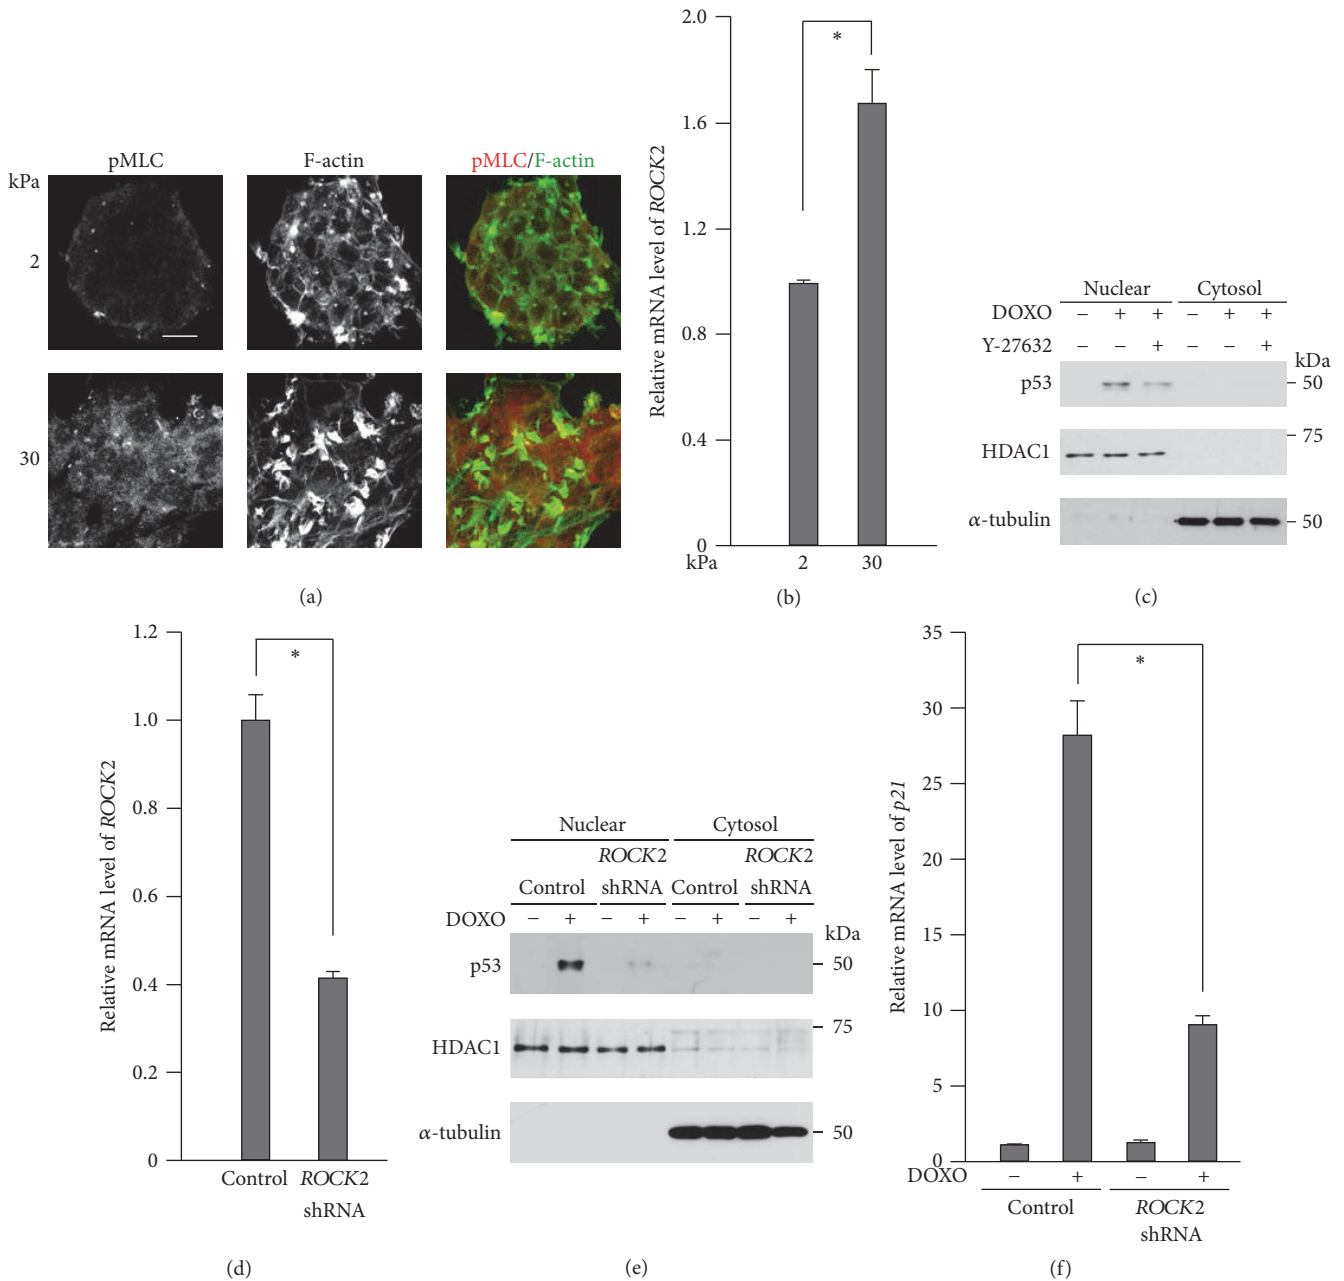 pMLC F-actin pMLC/F-actin
kPa
2
30
(a)
Relative mRNA level of ROCK2
2.0
1.6
1.2
0.8
0.4
0
*
kPa 2 30
(b)
Nuclear Cytosol
DOXO − + + − + +
Y-27632 − − + − − +
kDa
p53 50
75
HDAC1
α-tubulin 50
(c)
Relative mRNA level of ROCK2
1.2
1.0
0.8
0.6
0.4
0.2
0
*
Control ROCK2
shRNA
(d)
Nuclear Cytosol
ROCK2 ROCK2
Control shRNA Control shRNA
DOXO − + − + − + − +
kDa
p53 50
75
HDAC1
α-tubulin 50
(e)
Relative mRNA level of p21
35
30
25
20
15
10
5
0
*
DOXO − + − +
Control ROCK2
shRNA
(f)